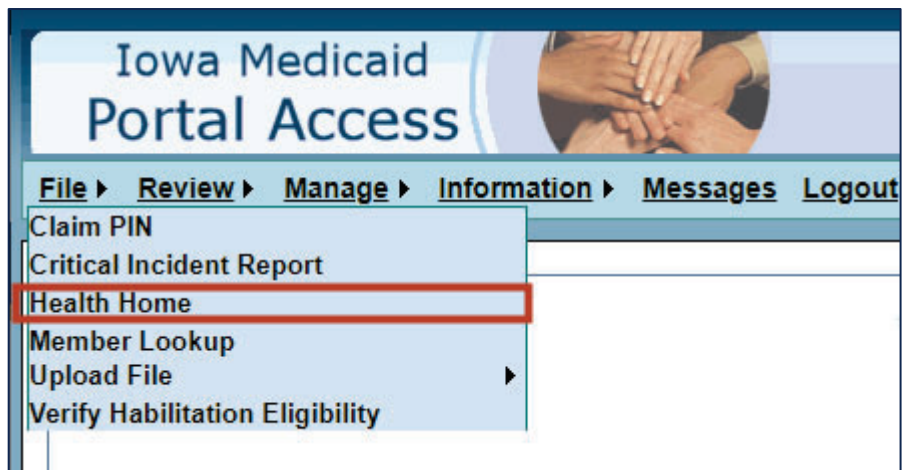 Iowa Medicaid
Portal Access
File Review Manage Information Messages Logout
Claim PIN
Critical Incident Report
Health Home
Member Lookup
Upload File
Verify Habilitation Eligibility